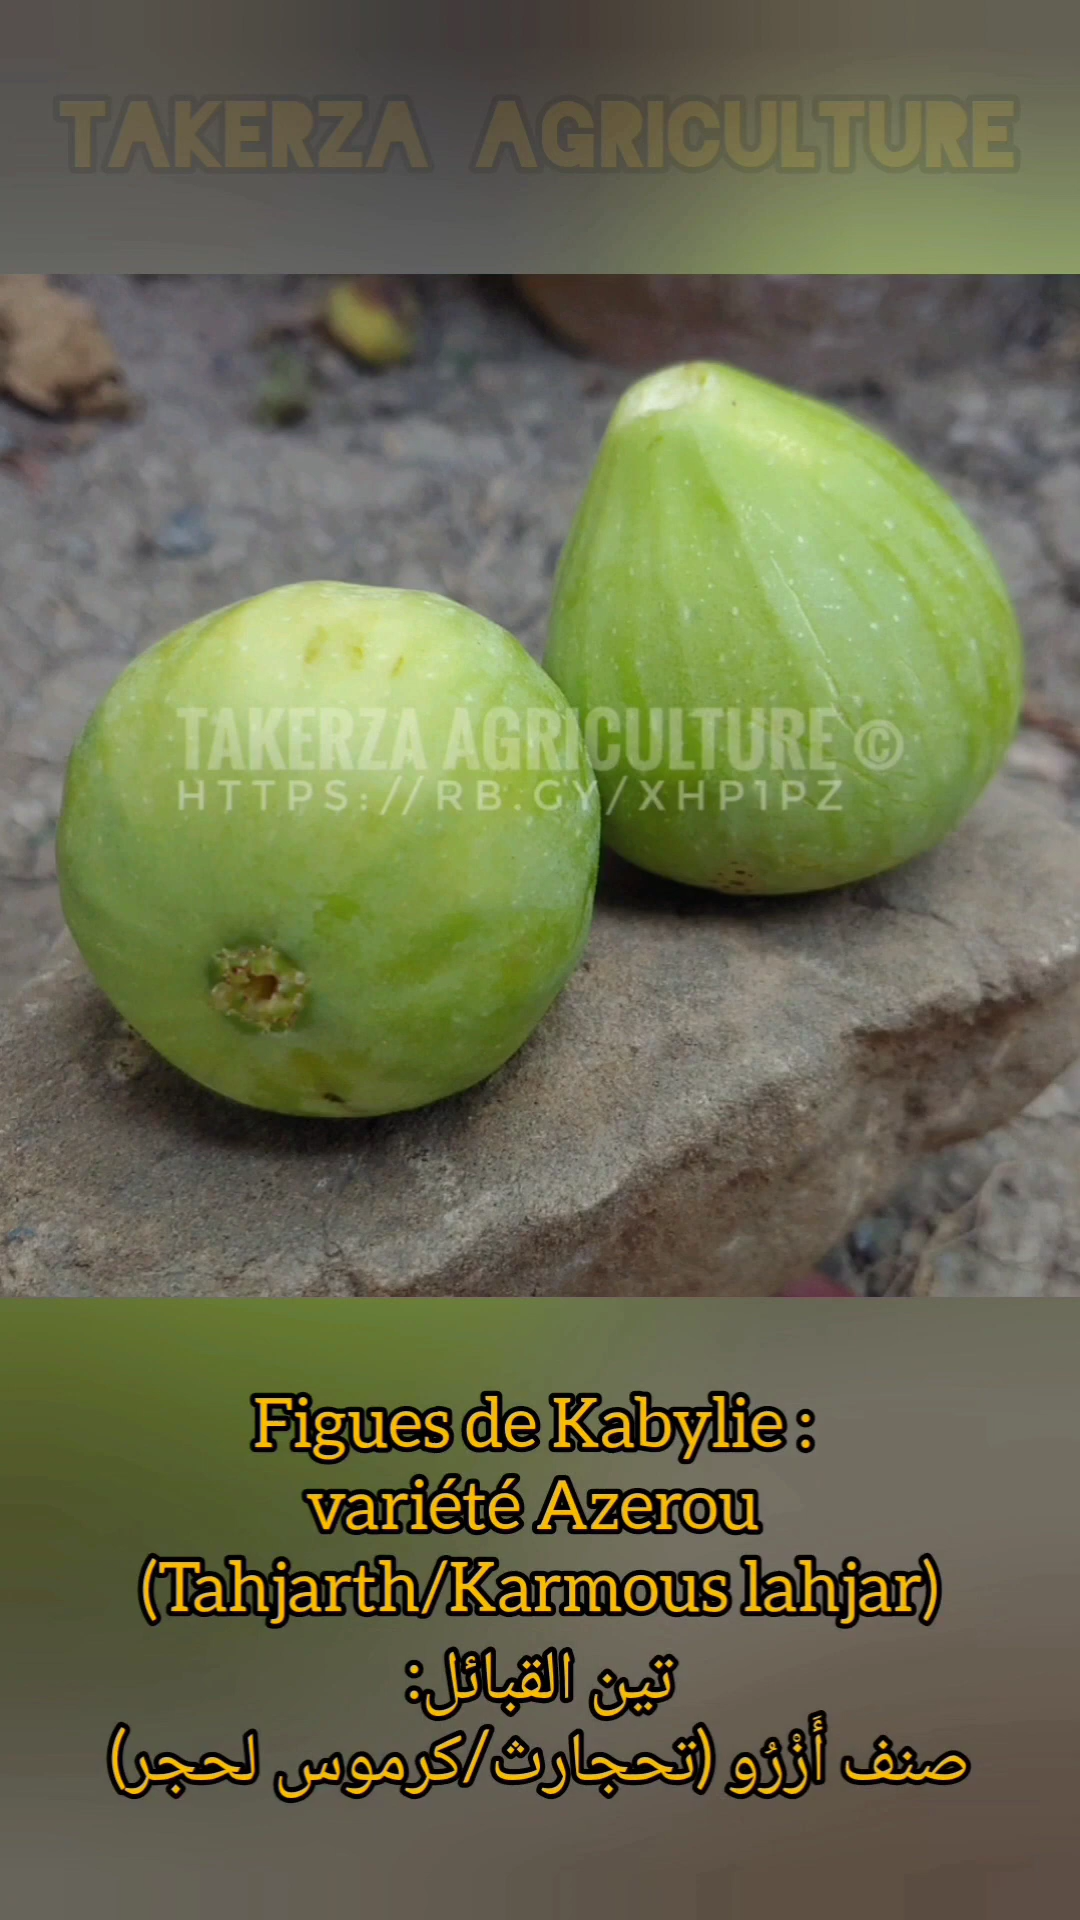 TAKERZA AGRICULTURE
TAKERZA AGRICULTURE ©
HTTPS://RB.GY/XHP1PZ
Figues de Kabylie :
variété Azerou
(Tahjarth/Karmous lahjar)
تين القبائل:
صنف أَزْرُو (تحجارث/كرموس لحجر)